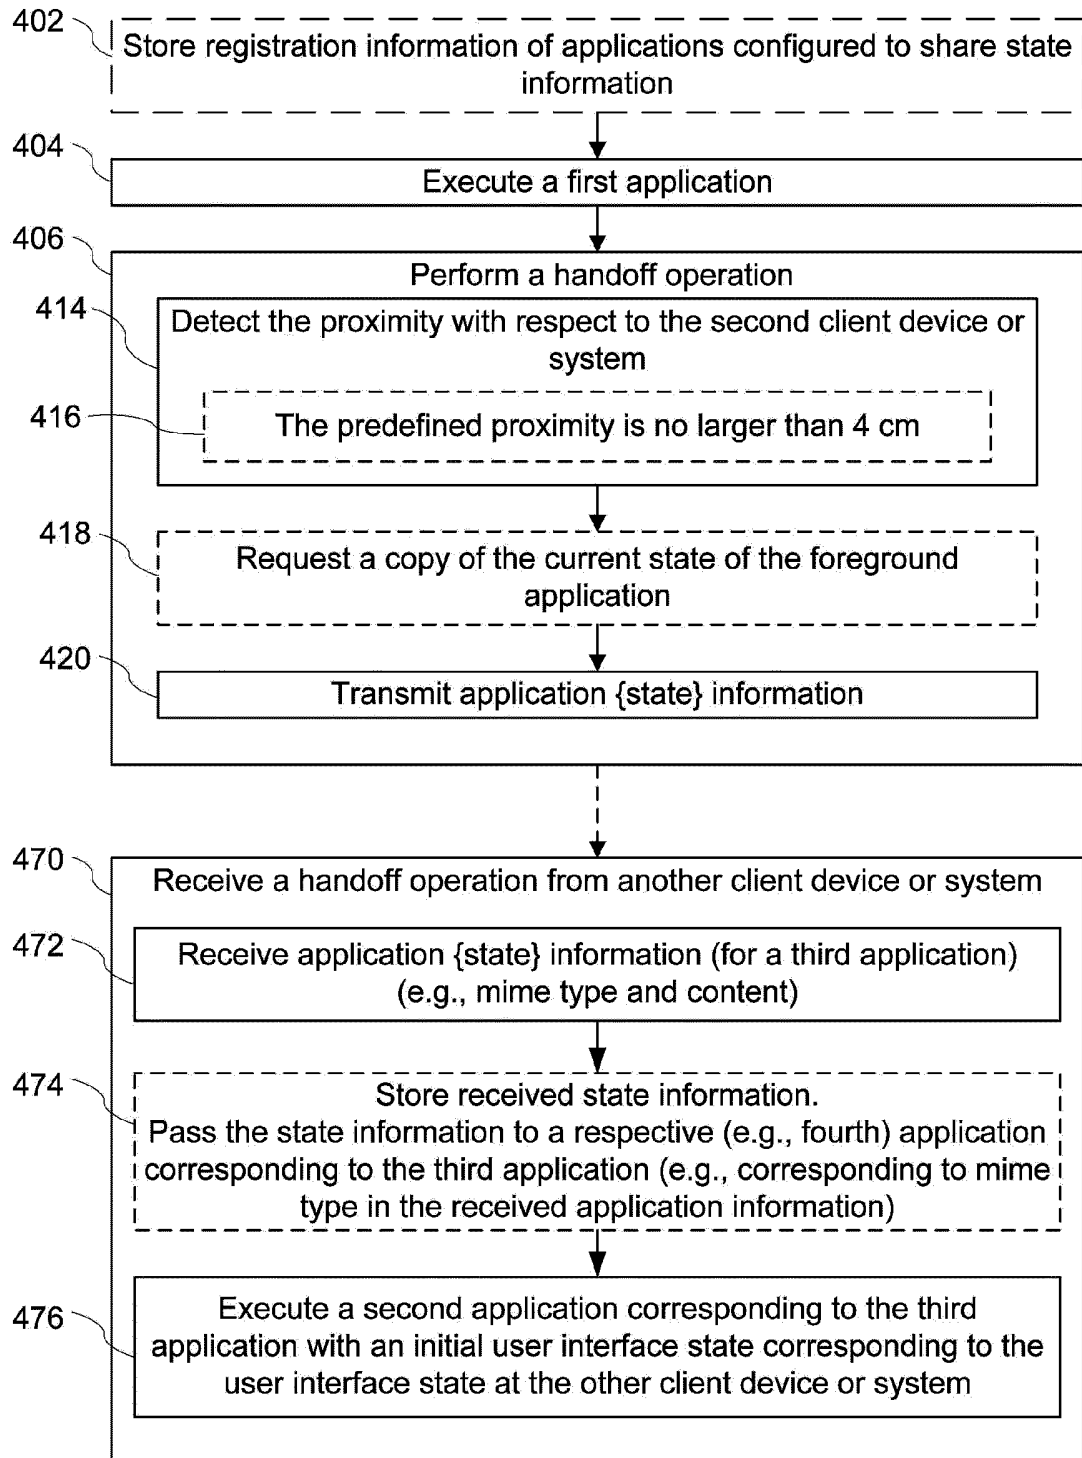 402
Store registration information of applications configured to share state
information
404
Execute a first application
406
Perform a handoff operation
414
Detect the proximity with respect to the second client device or
system
416
The predefined proximity is no larger than 4 cm
418
Request a copy of the current state of the foreground
application
420
Transmit application {state} information
470
Receive a handoff operation from another client device or system
472
Receive application {state} information (for a third application)
(e.g., mime type and content)
474
Store received state information.
Pass the state information to a respective (e.g., fourth) application
corresponding to the third application (e.g., corresponding to mime
type in the received application information)
476
Execute a second application corresponding to the third
application with an initial user interface state corresponding to the
user interface state at the other client device or system